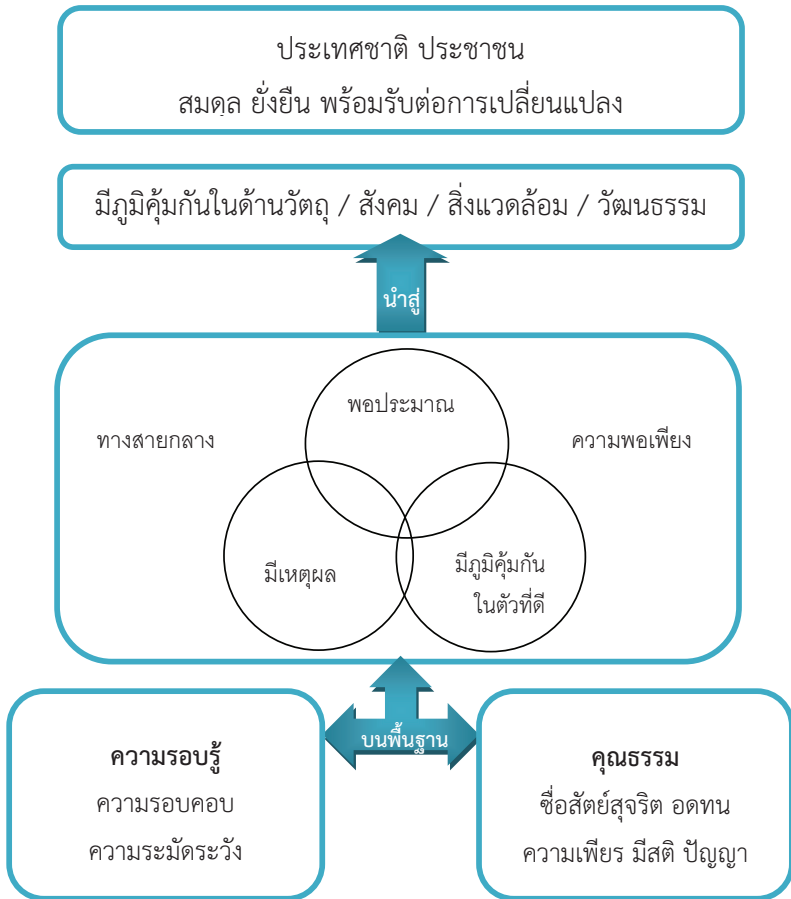 ประเทศชาติ ประชาชน
สมดุล ยั่งยืน พร้อมรับต่อการเปลี่ยนแปลง
มีภูมิคุ้มกันในด้านวัตถุ / สังคม / สิ่งแวดล้อม / วัฒนธรรม
นำสู่
พอประมาณ
ทางสายกลาง
ความพอเพียง
มีเหตุผล
มีภูมิคุ้มกัน
ในตัวที่ดี
บนพื้นฐาน
ความรอบรู้
ความรอบคอบ
ความระมัดระวัง
คุณธรรม
ซื่อสัตย์สุจริต อดทน
ความเพียร มีสติ ปัญญา